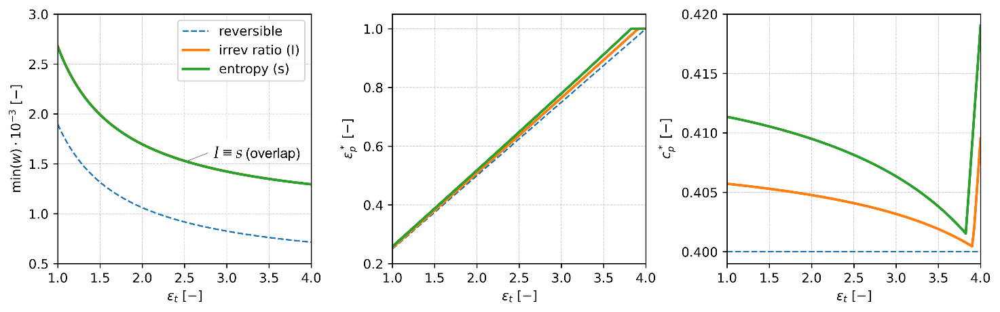 3.0
2.5
2.0
1.5
1.0
0.5
min(w) · 10⁻³ [−]
reversible
irrev ratio (I)
entropy (s)
I ≡ s (overlap)
1.0 1.5 2.0 2.5 3.0 3.5 4.0
εₜ [−]
1.0
0.8
0.6
0.4
0.2
εₚ* [−]
1.0 1.5 2.0 2.5 3.0 3.5 4.0
εₜ [−]
0.420
0.415
0.410
0.405
0.400
cₚ* [−]
1.0 1.5 2.0 2.5 3.0 3.5 4.0
εₜ [−]